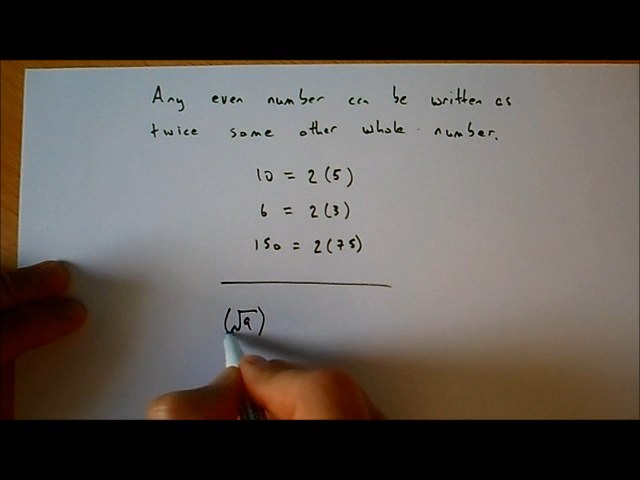 Any even number can be written as
twice some other whole number.
10 = 2(5)
6 = 2(3)
150 = 2(75)
(√a)